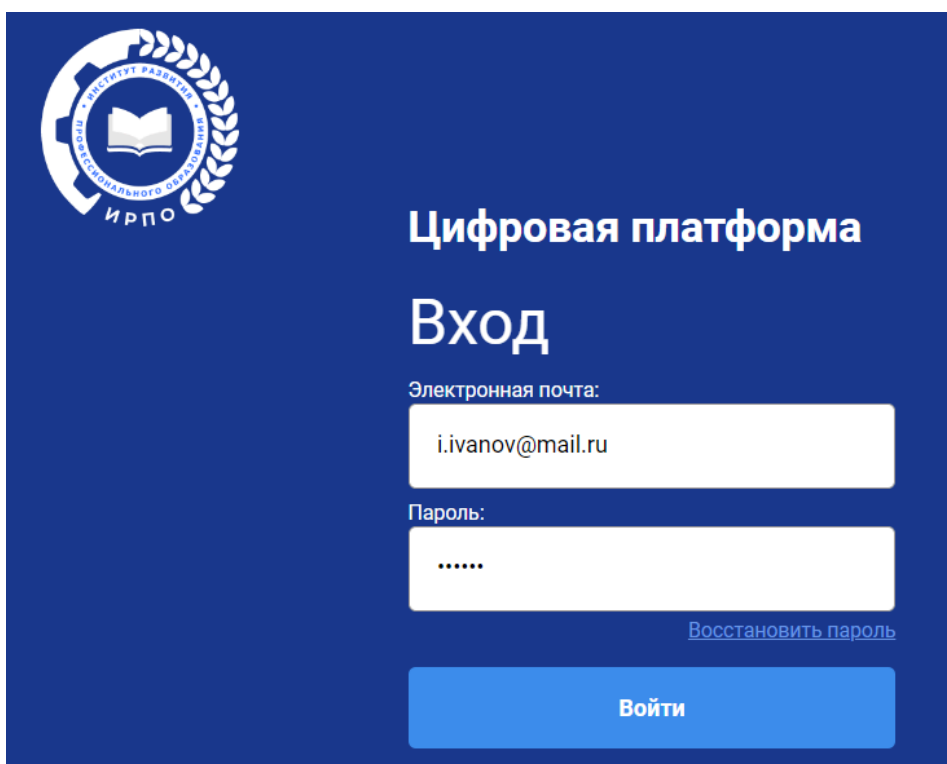 • ИНСТИТУТ РАЗВИТИЯ •
ПРОФЕССИОНАЛЬНОГО ОБРАЗОВАНИЯ
ИРПО
Цифровая платформа
Вход
Электронная почта:
i.ivanov@mail.ru
Пароль:
••••••
Восстановить пароль
Войти